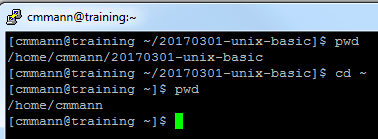 cmmann@training:~
[cmmann@training ~/20170301-unix-basic]$ pwd
/home/cmmann/20170301-unix-basic
[cmmann@training ~/20170301-unix-basic]$ cd ~
[cmmann@training ~]$ pwd
/home/cmmann
[cmmann@training ~]$